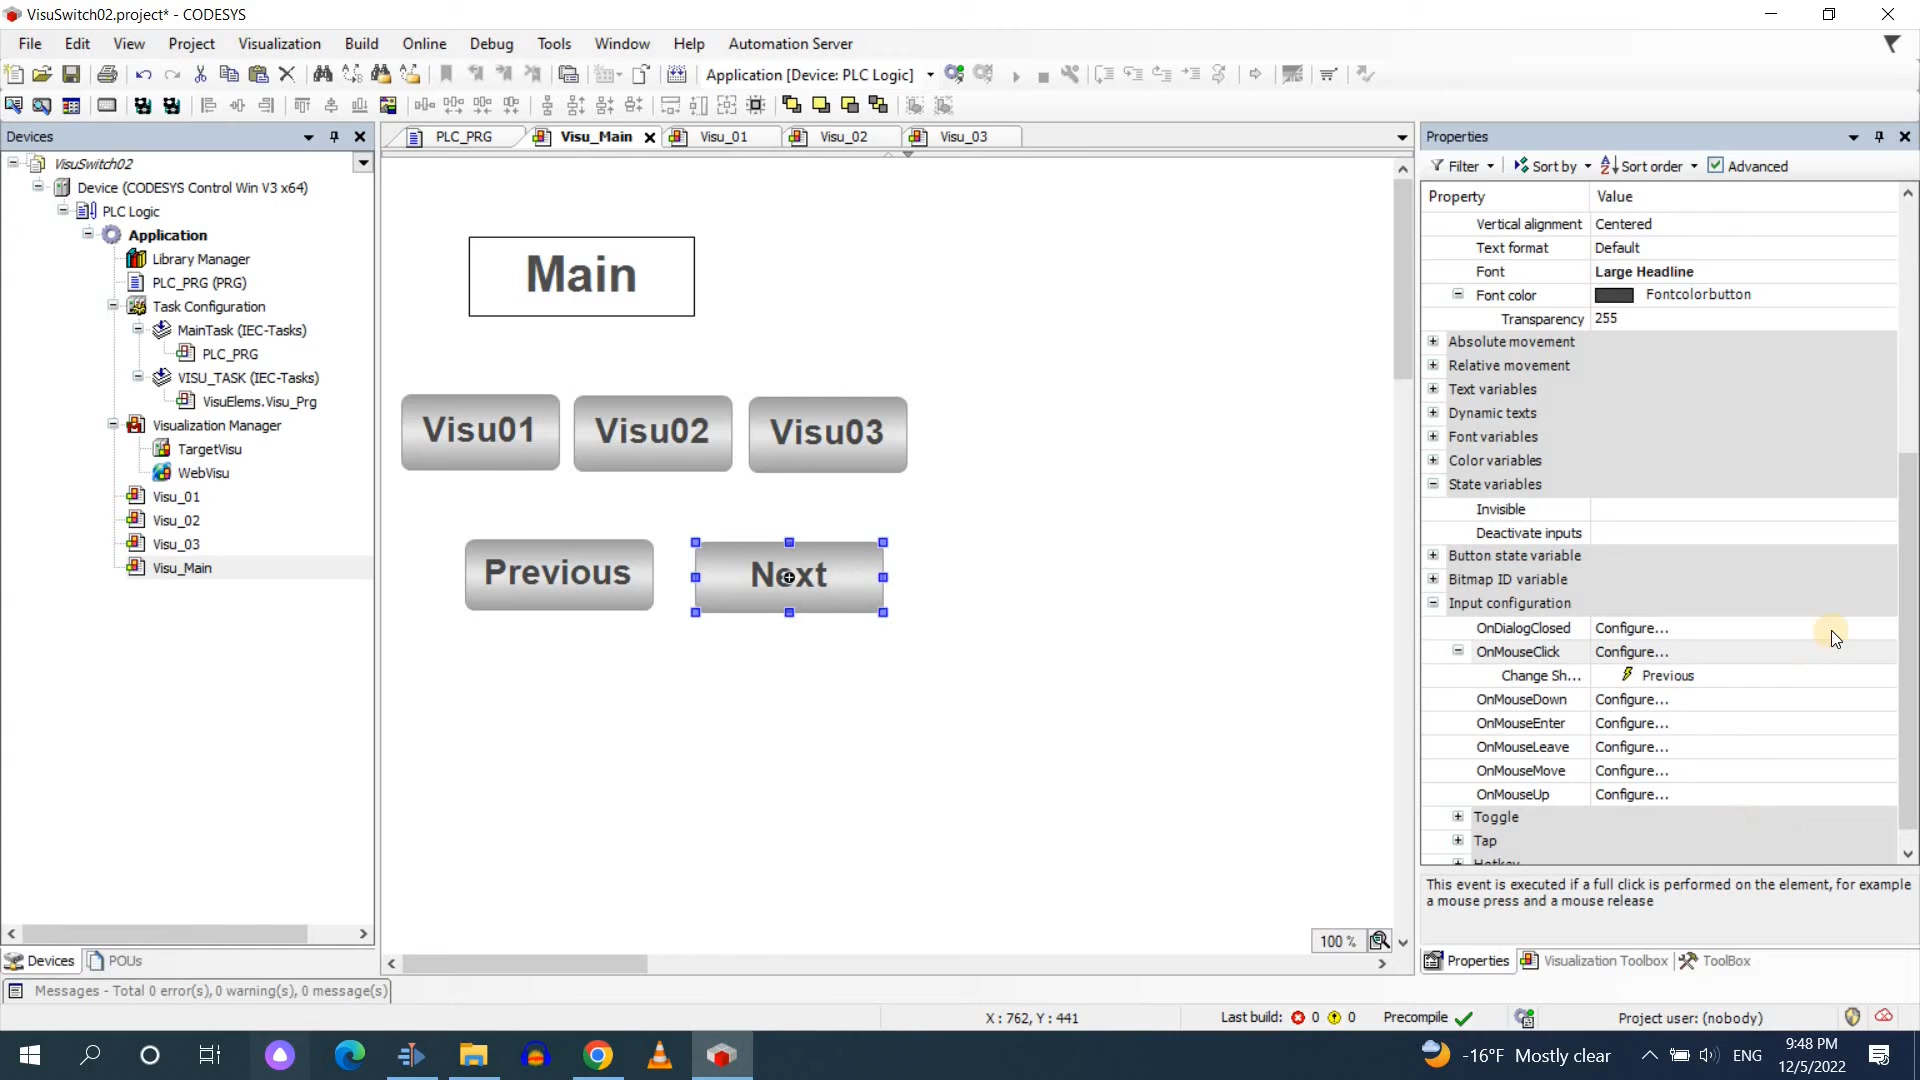 VisuSwitch02.project* - CODESYS
File Edit View Project Visualization Build Online Debug Tools Window Help Automation Server
Application [Device: PLC Logic]
Devices
VisuSwitch02
Device (CODESYS Control Win V3 x64)
PLC Logic
Application
Library Manager
PLC_PRG (PRG)
Task Configuration
MainTask (IEC-Tasks)
PLC_PRG
VISU_TASK (IEC-Tasks)
VisuElems.Visu_Prg
Visualization Manager
TargetVisu
WebVisu
Visu_01
Visu_02
Visu_03
Visu_Main
Devices POUs
PLC_PRG Visu_Main Visu_01 Visu_02 Visu_03
Main
Visu01 Visu02 Visu03
Previous Next
100 %
Properties
Filter Sort by Sort order Advanced
Property Value
Vertical alignment Centered
Text format Default
Font Large Headline
Font color Fontcolorbutton
Transparency 255
Absolute movement
Relative movement
Text variables
Dynamic texts
Font variables
Color variables
State variables
Invisible
Deactivate inputs
Button state variable
Bitmap ID variable
Input configuration
OnDialogClosed Configure...
OnMouseClick Configure...
Change Sh... Previous
OnMouseDown Configure...
OnMouseEnter Configure...
OnMouseLeave Configure...
OnMouseMove Configure...
OnMouseUp Configure...
Toggle
Tap
Hotkey
This event is executed if a full click is performed on the element, for example
a mouse press and a mouse release
Properties Visualization Toolbox ToolBox
Messages - Total 0 error(s), 0 warning(s), 0 message(s)
X : 762, Y : 441 Last build: 0 0 Precompile Project user: (nobody)
-16°F Mostly clear ENG 9:48 PM
12/5/2022